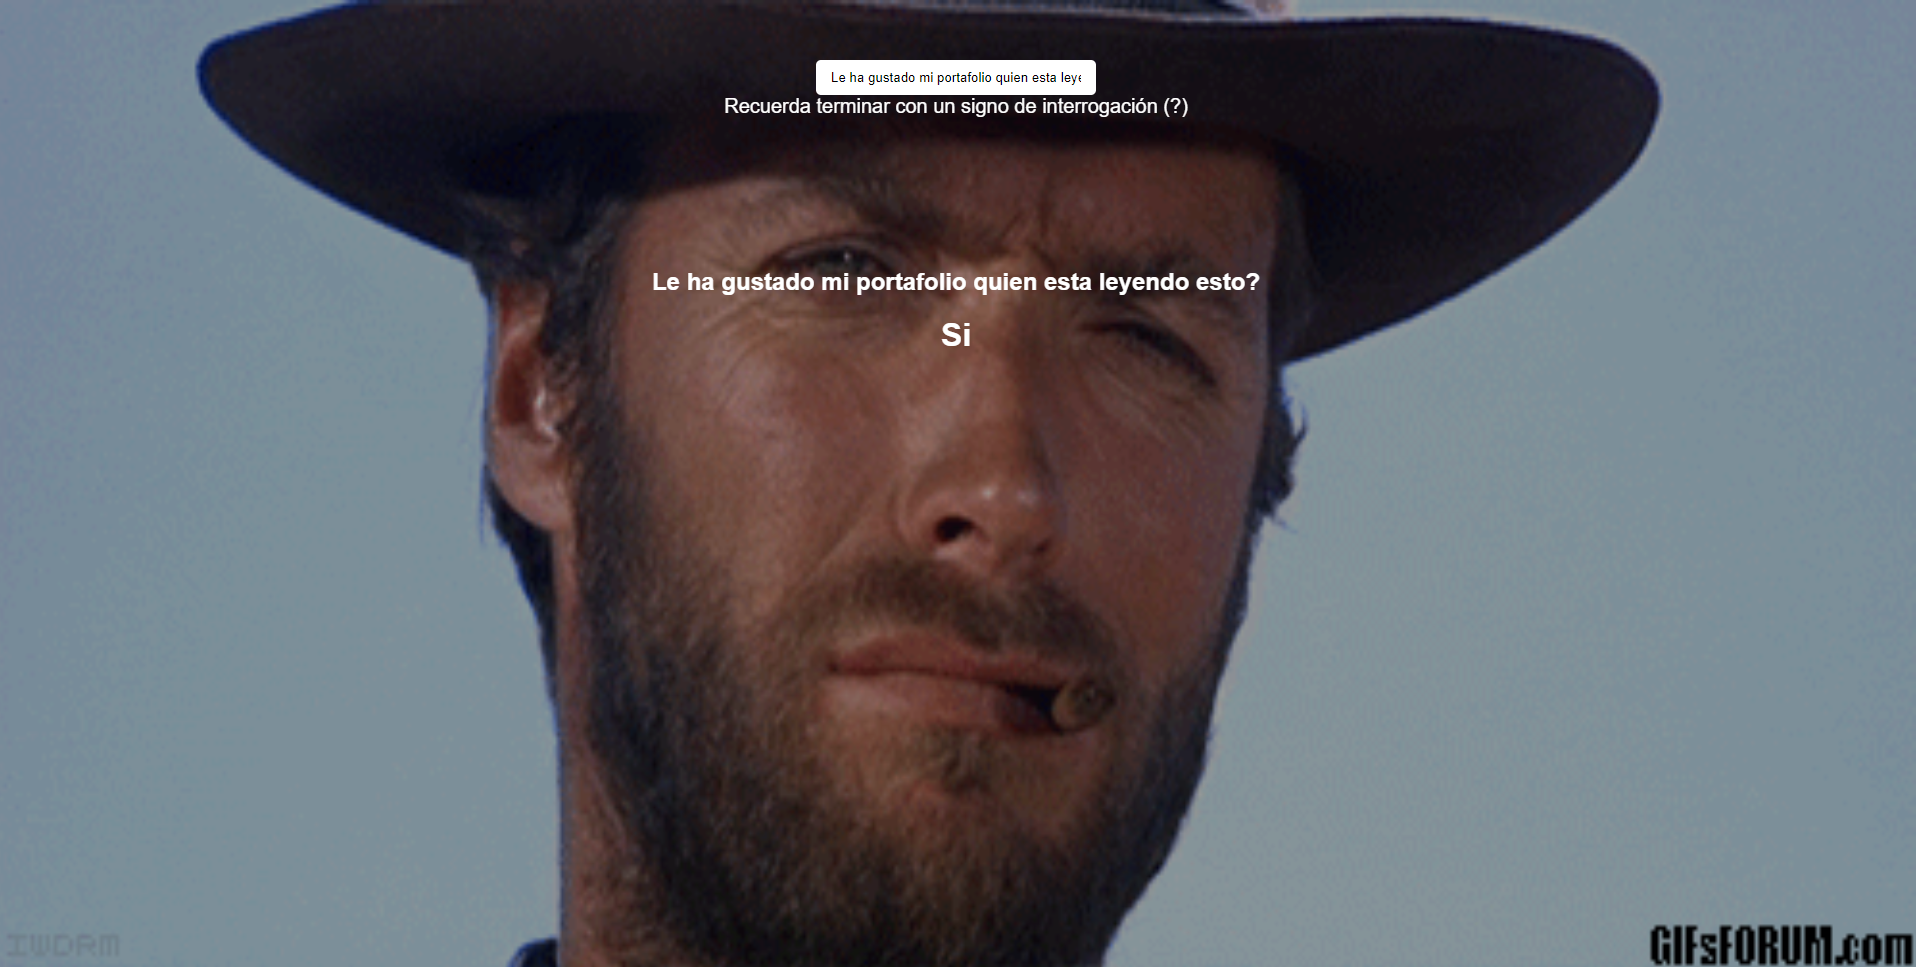 Le ha gustado mi portafolio quien esta leye
Recuerda terminar con un signo de interrogación (?)
Le ha gustado mi portafolio quien esta leyendo esto?
Si
IWDRM
GIFsFORUM.com